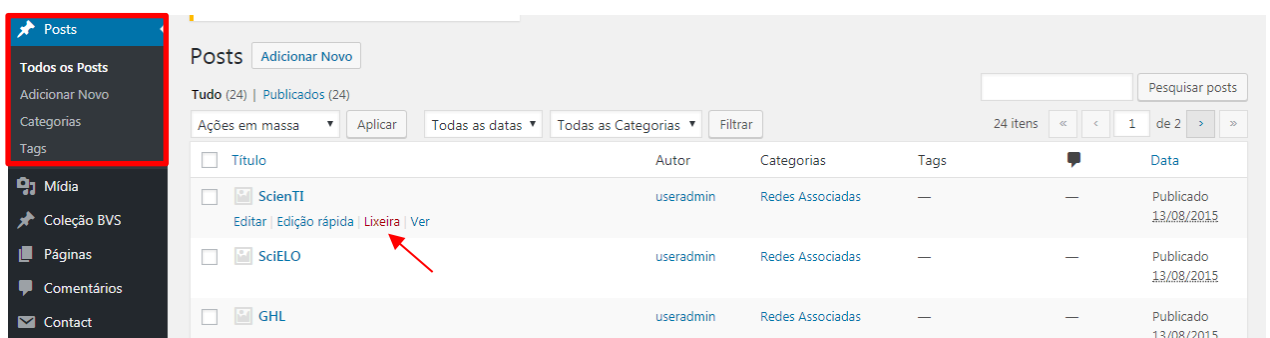 Posts
Todos os Posts
Adicionar Novo
Categorias
Tags
Mídia
Coleção BVS
Páginas
Comentários
Contact
Posts Adicionar Novo
Tudo (24) | Publicados (24)
Pesquisar posts
Ações em massa Aplicar Todas as datas Todas as Categorias Filtrar 24 itens « ‹ 1 de 2 › »
Título Autor Categorias Tags Data
ScienTI useradmin Redes Associadas — — Publicado
Editar | Edição rápida | Lixeira | Ver 13/08/2015
SciELO useradmin Redes Associadas — — Publicado
13/08/2015
GHL useradmin Redes Associadas — — Publicado
13/08/2015